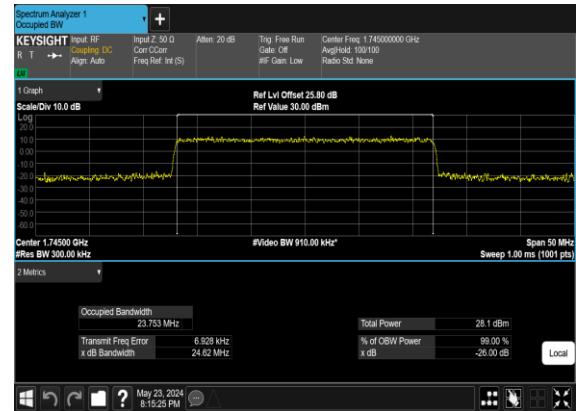 Spectrum Analyzer 1
Occupied BW
KEYSIGHT
R T
LNI
Input: RF
Coupling: DC
Align: Auto
Input Z: 50 Ω
Corr CCorr
Freq Ref: Int (S)
Atten: 20 dB
Trig: Free Run
Gate: Off
#IF Gain: Low
Center Freq: 1.745000000 GHz
Avg|Hold: 100/100
Radio Std: None
1 Graph
Scale/Div 10.0 dB
Ref Lvl Offset 25.80 dB
Ref Value 30.00 dBm
Log
20.0
10.0
0.00
-10.0
-20.0
-30.0
-40.0
-50.0
-60.0
Center 1.74500 GHz
#Res BW 300.00 kHz
#Video BW 910.00 kHz*
Span 50 MHz
Sweep 1.00 ms (1001 pts)
2 Metrics
Occupied Bandwidth
23.753 MHz
Total Power 28.1 dBm
Transmit Freq Error 6.928 kHz
% of OBW Power 99.00 %
x dB Bandwidth 24.62 MHz
x dB -26.00 dB
Local
?
May 23, 2024
8:15:25 PM